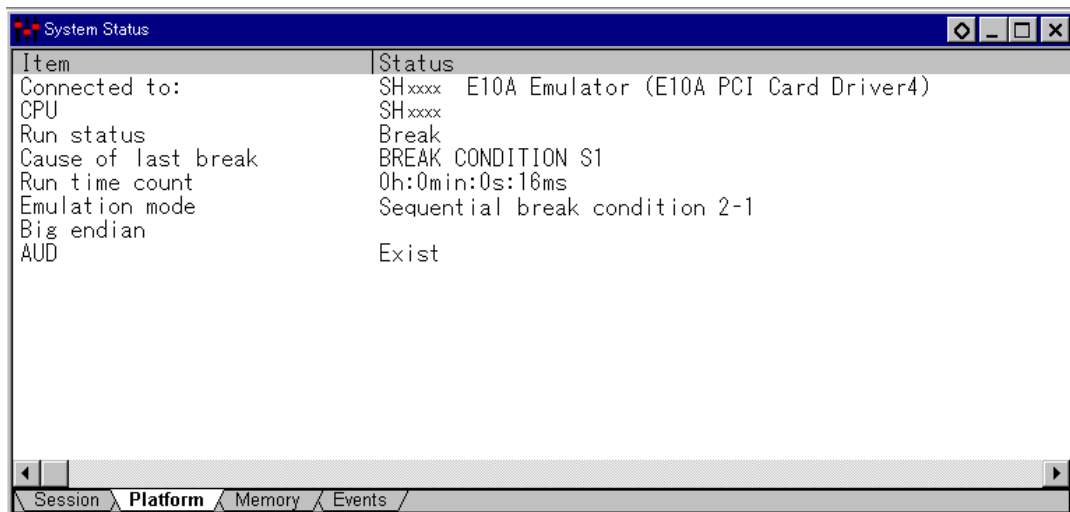 System Status
Item Status
Connected to: SHxxxx E10A Emulator (E10A PCI Card Driver4)
CPU SHxxxx
Run status Break
Cause of last break BREAK CONDITION S1
Run time count 0h:0min:0s:16ms
Emulation mode Sequential break condition 2-1
Big endian
AUD Exist
Session Platform Memory Events